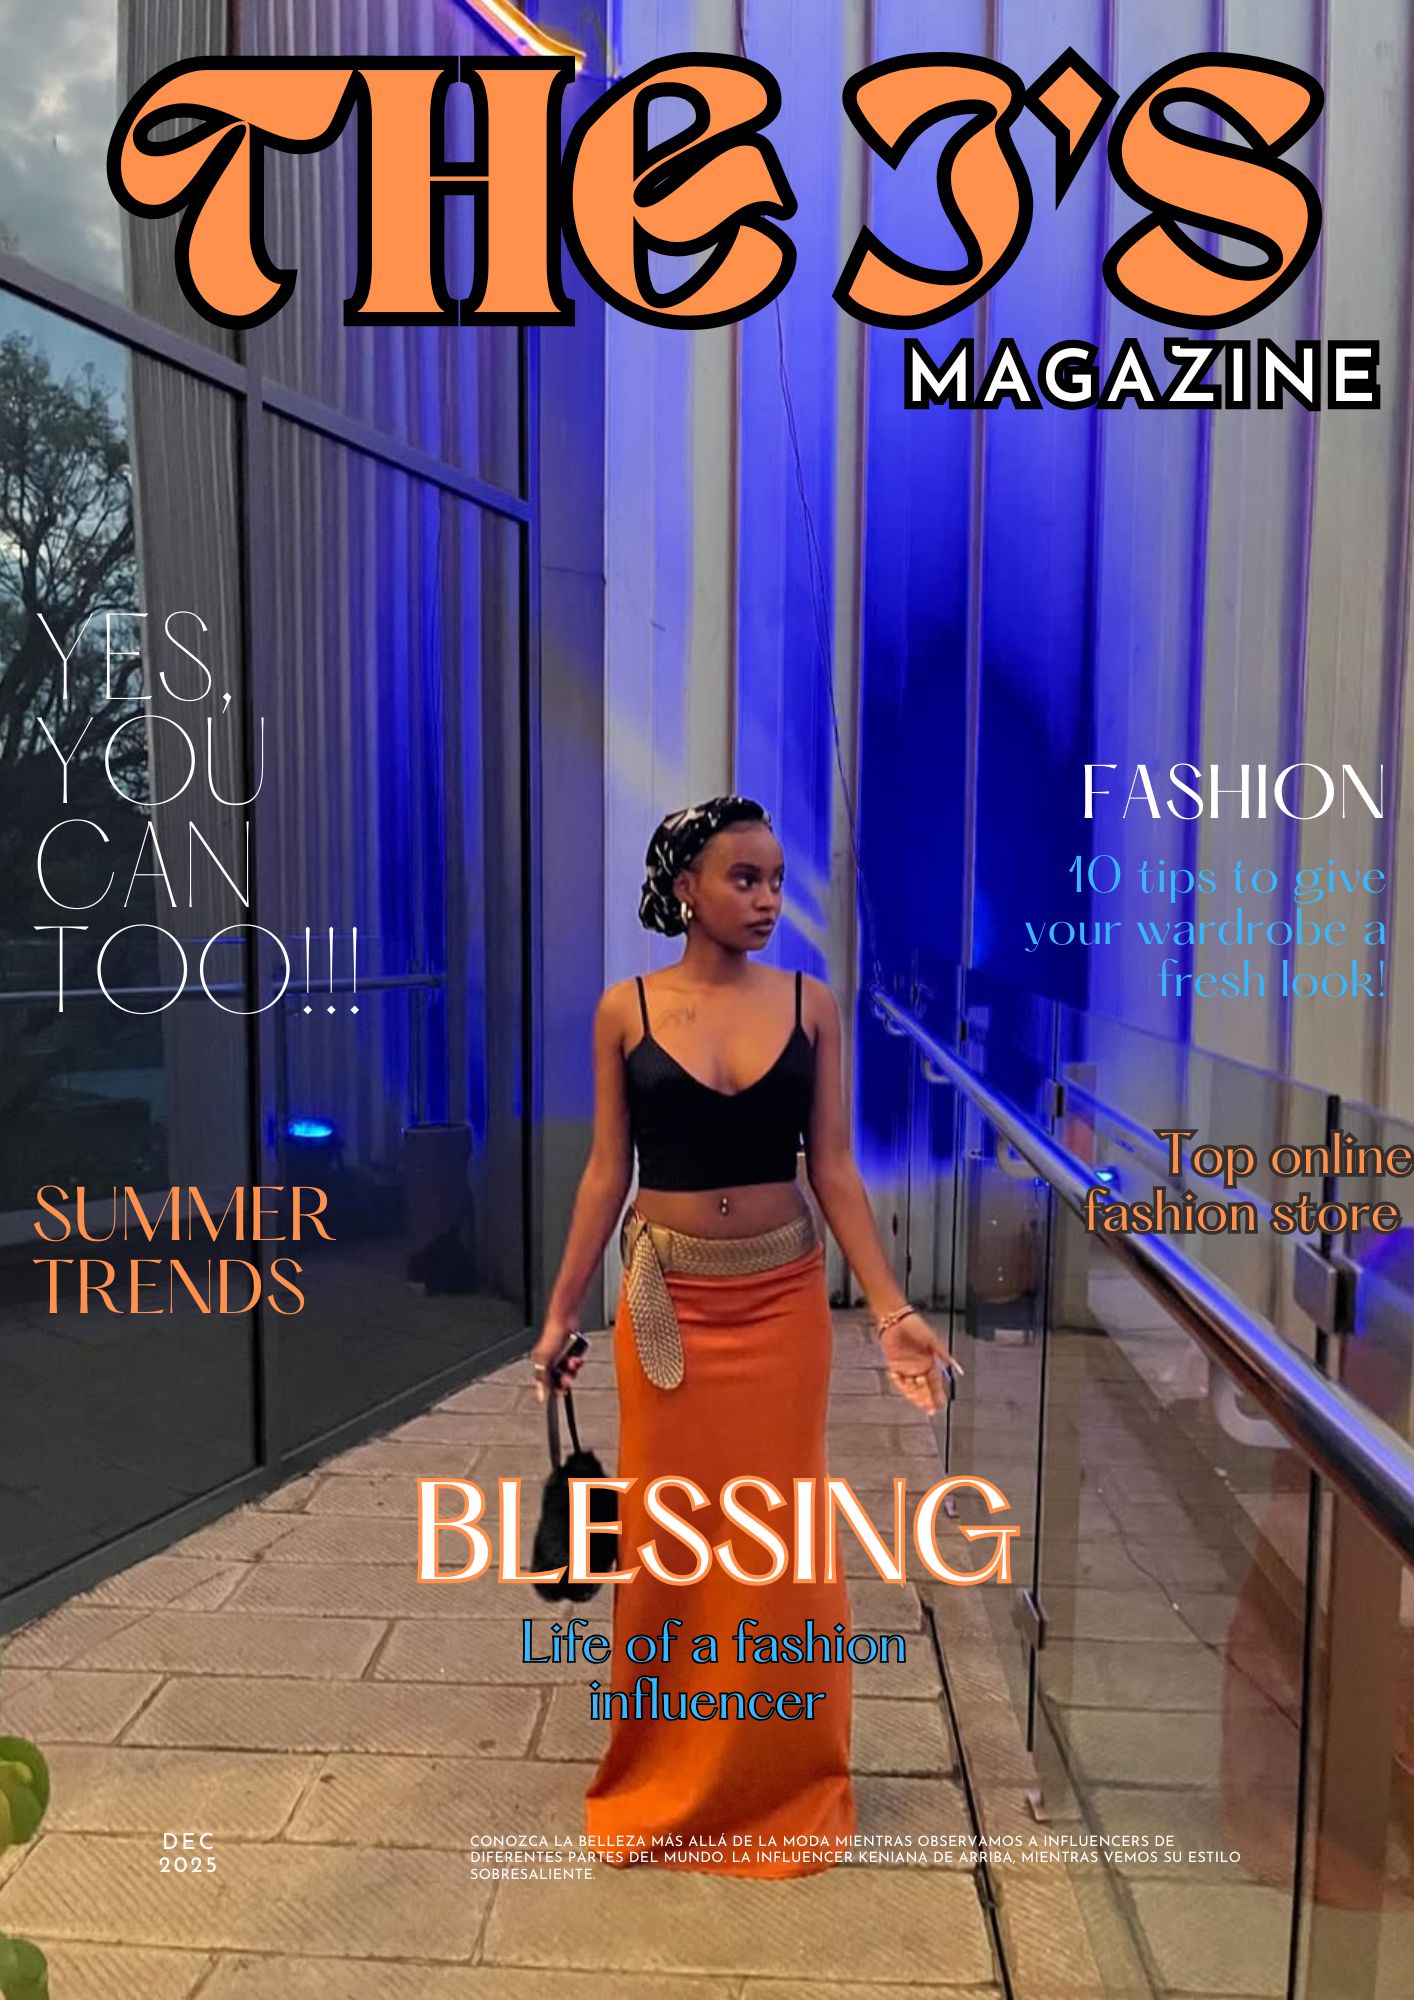 THE J'S
MAGAZINE
YES,
YOU
CAN
TOO!!!
FASHION
10 tips to give
your wardrobe a
fresh look!
Top online
fashion store
SUMMER
TRENDS
BLESSING
Life of a fashion
influencer
DEC
2025
CONOZCA LA BELLEZA MÁS ALLÁ DE LA MODA MIENTRAS OBSERVAMOS A INFLUENCERS DE
DIFERENTES PARTES DEL MUNDO. LA INFLUENCER KENIANA DE ARRIBA, MIENTRAS VEMOS SU ESTILO
SOBRESALIENTE.